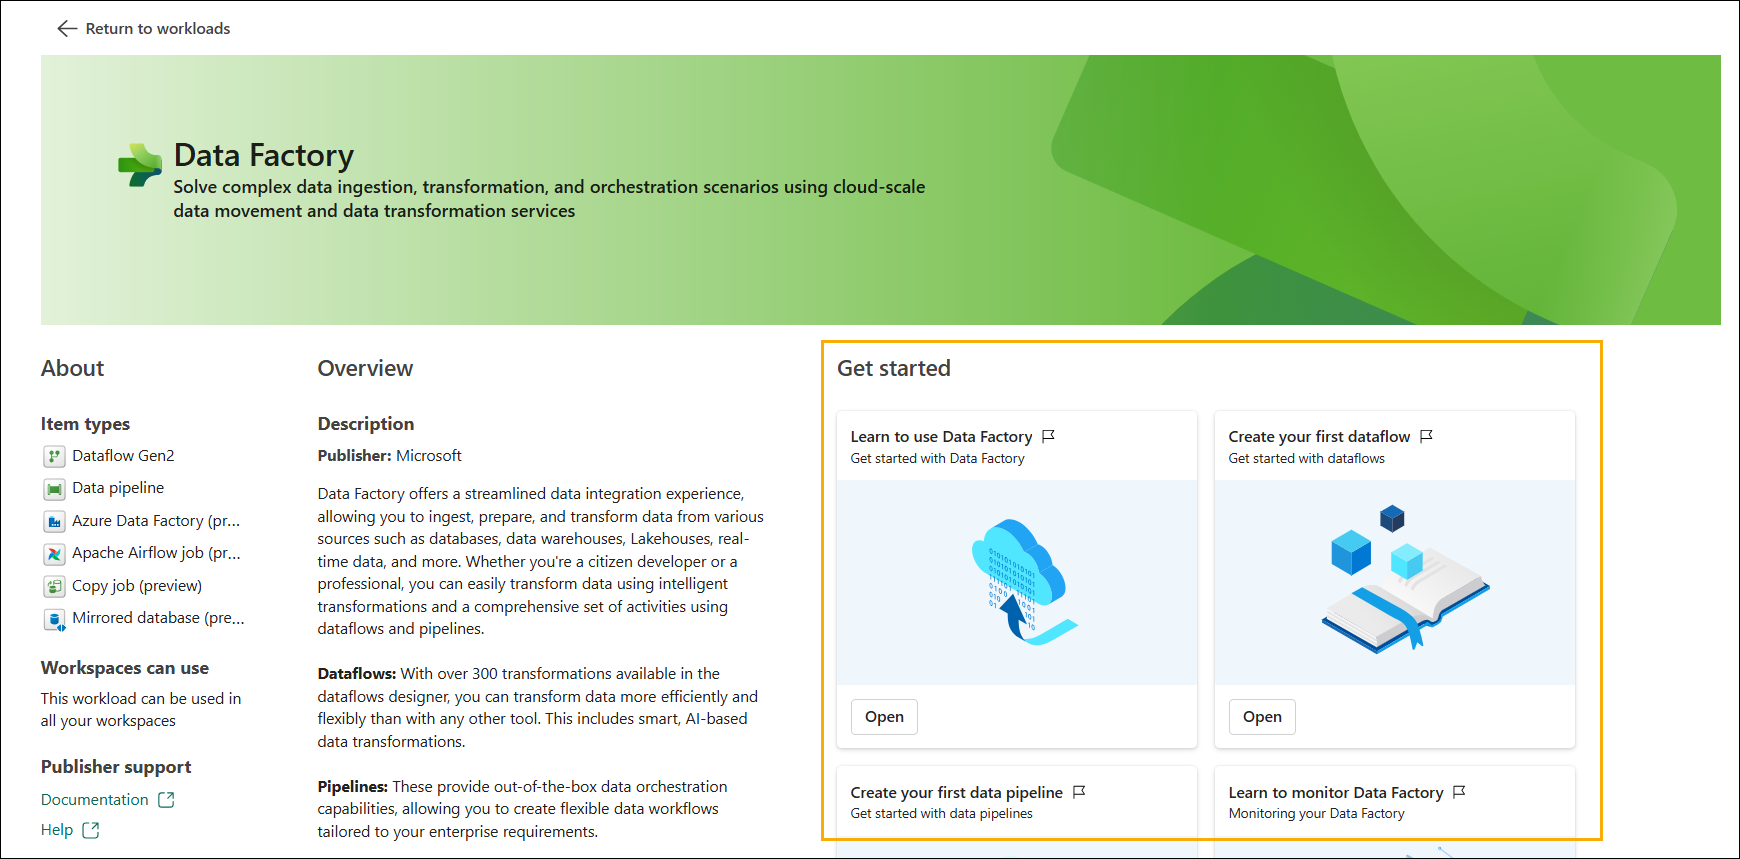 Return to workloads
Data Factory
Solve complex data ingestion, transformation, and orchestration scenarios using cloud-scale
data movement and data transformation services
About
Item types
Dataflow Gen2
Data pipeline
Azure Data Factory (pr...
Apache Airflow job (pr...
Copy job (preview)
Mirrored database (pre...
Workspaces can use
This workload can be used in
all your workspaces
Publisher support
Documentation
Help
Overview
Description
Publisher: Microsoft
Data Factory offers a streamlined data integration experience,
allowing you to ingest, prepare, and transform data from various
sources such as databases, data warehouses, Lakehouses, real-
time data, and more. Whether you're a citizen developer or a
professional, you can easily transform data using intelligent
transformations and a comprehensive set of activities using
dataflows and pipelines.
Dataflows: With over 300 transformations available in the
dataflows designer, you can transform data more efficiently and
flexibly than with any other tool. This includes smart, AI-based
data transformations.
Pipelines: These provide out-of-the-box data orchestration
capabilities, allowing you to create flexible data workflows
tailored to your enterprise requirements.
Get started
Learn to use Data Factory
Get started with Data Factory
Open
Create your first dataflow
Get started with dataflows
Open
Create your first data pipeline
Get started with data pipelines
Learn to monitor Data Factory
Monitoring your Data Factory